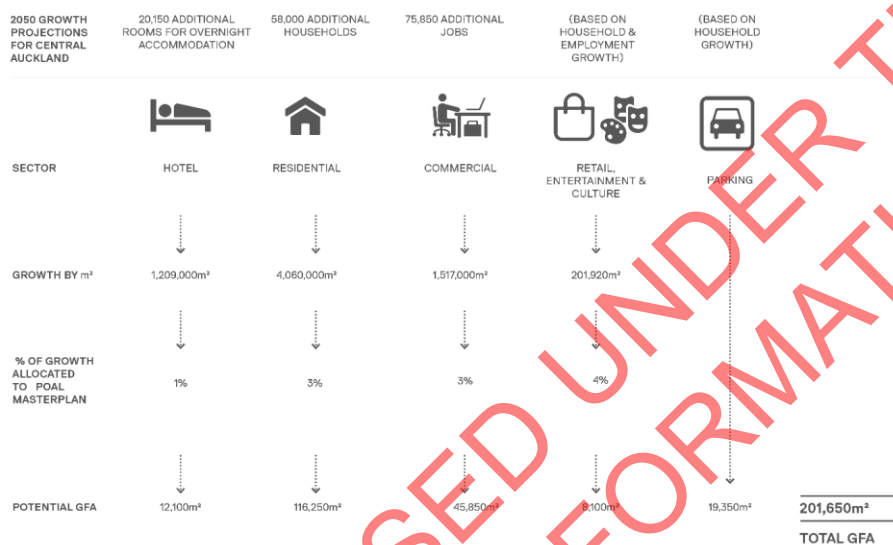 2050 GROWTH
PROJECTIONS
FOR CENTRAL
AUCKLAND
20,150 ADDITIONAL
ROOMS FOR OVERNIGHT
ACCOMMODATION
58,000 ADDITIONAL
HOUSEHOLDS
75,850 ADDITIONAL
JOBS
(BASED ON
HOUSEHOLD &
EMPLOYMENT
GROWTH)
(BASED ON
HOUSEHOLD
GROWTH)
SECTOR
HOTEL
RESIDENTIAL
COMMERCIAL
RETAIL,
ENTERTAINMENT &
CULTURE
PARKING
GROWTH BY m²
1,209,000m²
4,060,000m²
1,517,000m²
201,920m²
% OF GROWTH
ALLOCATED
TO POAL
MASTERPLAN
1%
3%
3%
4%
POTENTIAL GFA
12,100m²
116,250m²
45,850m²
8,100m²
19,350m²
201,650m²
TOTAL GFA
SED UNDER T
FORMATI